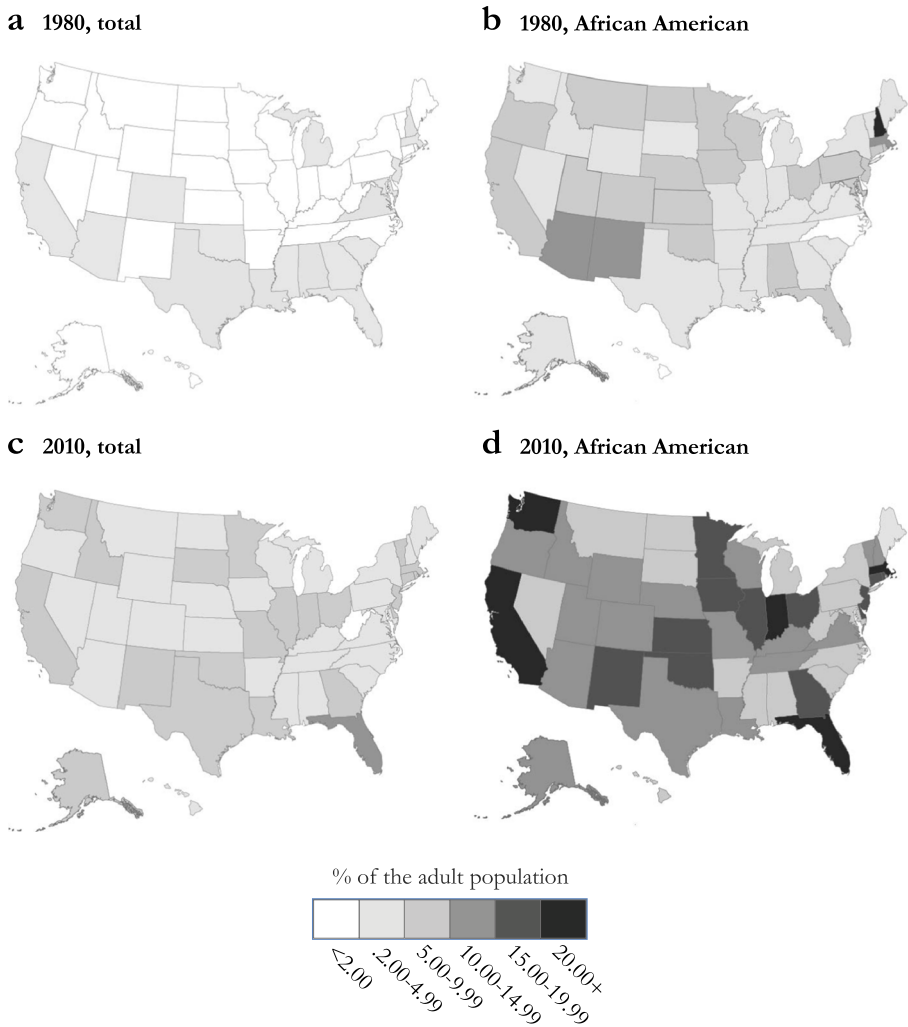 a 1980, total
b 1980, African American
c 2010, total
d 2010, African American
% of the adult population
<2.00
.2.00-4.99
5.00-9.99
10.00-14.99
15.00-19.99
20.00+